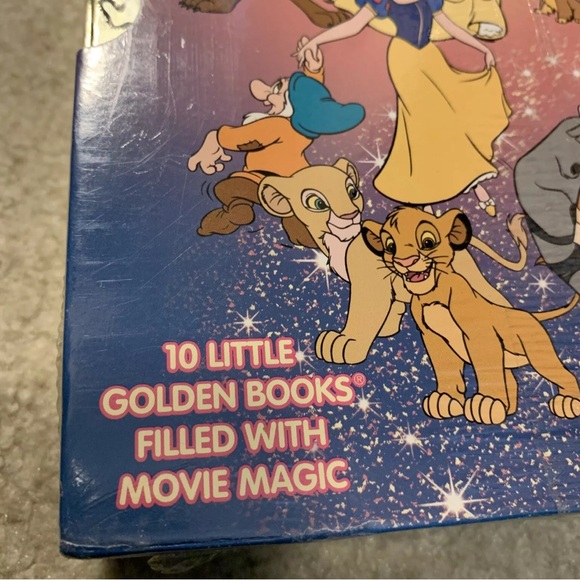 10 LITTLE
GOLDEN BOOKS®
FILLED WITH
MOVIE MAGIC